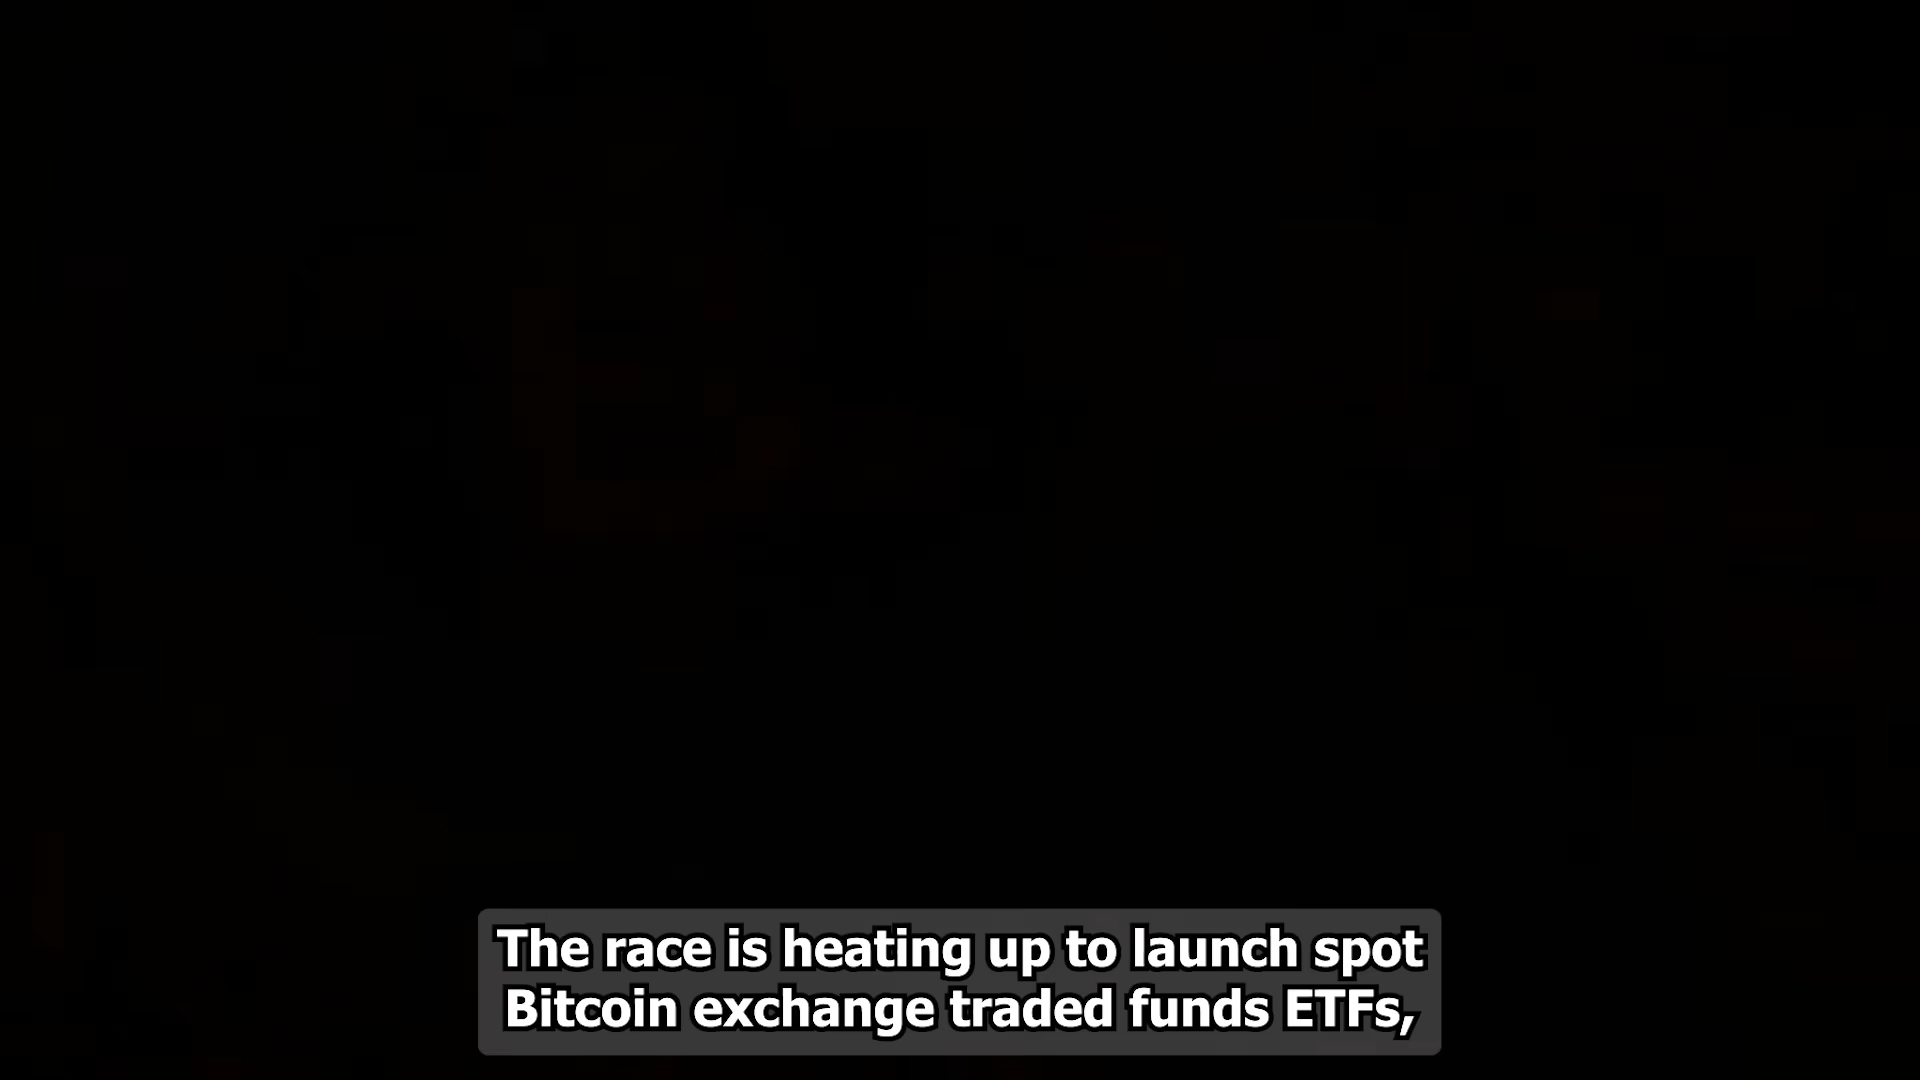 The race is heating up to launch spot
Bitcoin exchange traded funds ETFs,